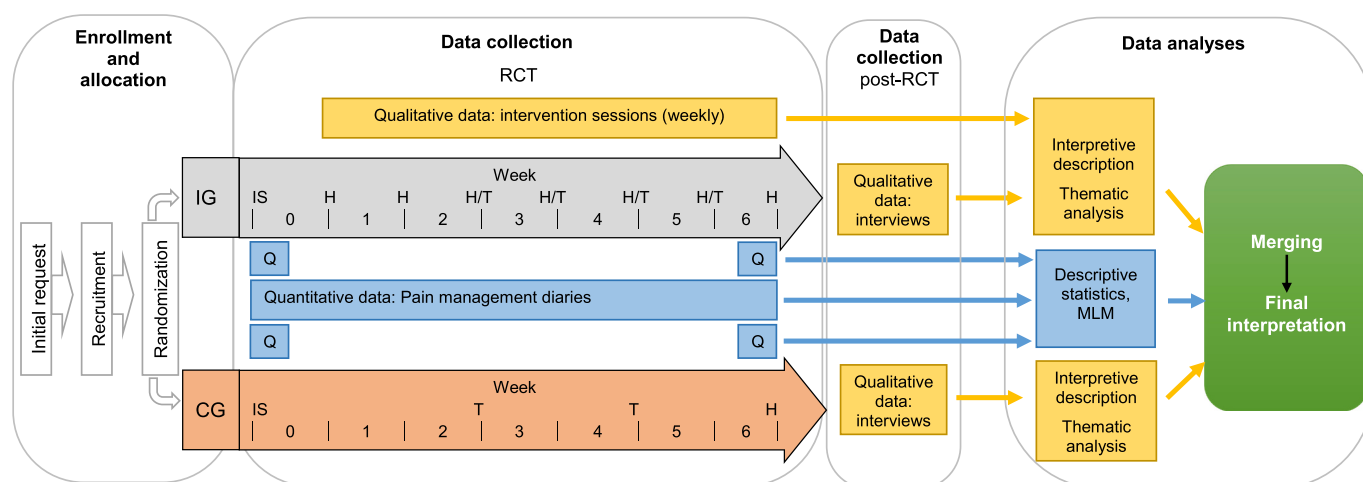 Enrollment
and
allocation
Data collection
RCT
Data
collection
post-RCT
Data analyses
Qualitative data: intervention sessions (weekly)
Interpretive
description
Thematic
analysis
IG
Week
IS H H H/T H/T H/T H/T H
0 1 2 3 4 5 6
Qualitative
data:
interviews
Initial request
Recruitment
Randomization
Q Q
Quantitative data: Pain management diaries
Q Q
Descriptive
statistics,
MLM
Merging
Final
interpretation
CG
Week
IS T T H
0 1 2 3 4 5 6
Qualitative
data:
interviews
Interpretive
description
Thematic
analysis